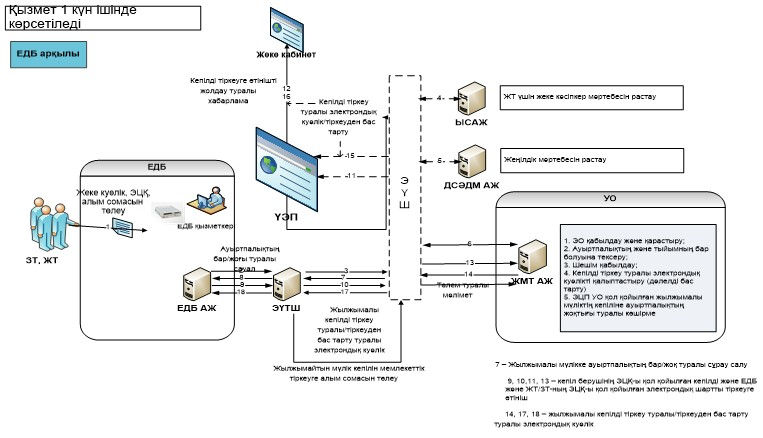 Қызмет 1 күн ішінде
көрсетіледі
ЕДБ арқылы
Жеке кабинет
Кепілді тіркеуге өтінішті
жолдау туралы
хабарлама
12
16
Кепілді тіркеу
туралы электрондық
куәлік/тіркеуден бас
тарту
-15
-11
ҮЭП
Э
Ү
Ш
4
ЫСАЖ
ЖТ үшін жеке кәсіпкер мәртебесін растау
5
ДСӘДМ АЖ
Жеңілдік мәртебесін растау
ЕДБ
Жеке куәлік, ЭЦҚ,
алым сомасын
төлеу
1
ЕДБ қызметкер
ЗТ, ЖТ
Ауыртпалықтың
бар/жоғы туралы
сауал
8
9
18
ЕДБ АЖ
ЭҮТШ
3
7
10
17
Жылжымалы
кепілді тіркеу
туралы/тіркеуден
бас тарту туралы
электрондық куәлік
Жылжымайтын мүлік кепілін мемлекеттік
тіркеуге алым сомасын төлеу
6
13
14
Төлем туралы
мәлімет
ЖМТ АЖ
УО
1. ЭО қабылдау және қарастыру;
2. Ауыртпалықтың және тыйымның бар
болуына тексеру;
3. Шешім қабылдау;
4. Кепілді тіркеу туралы электрондық
куәлікті қалыптастыру (дәлелді бас
тарту)
5. ЭЦП УО қол қойылған жылжымалы
мүліктің кепіліне ауыртпалықтың
жоқтығы туралы көшірме
7 – Жылжымалы мүлікке ауыртпалықтың бар/жоқ туралы сұрау салу
9, 10,11, 13 – кепіл берушінің ЭЦҚ-ы қол қойылған кепілді және ЕДБ
және ЖТ/ЗТ-ның ЭЦҚ-ы қол қойылған электрондық шартты тіркеуге
өтініш
14, 17, 18 – жылжымалы кепілді тіркеу туралы/тіркеуден бас тарту
туралы электрондық куәлік